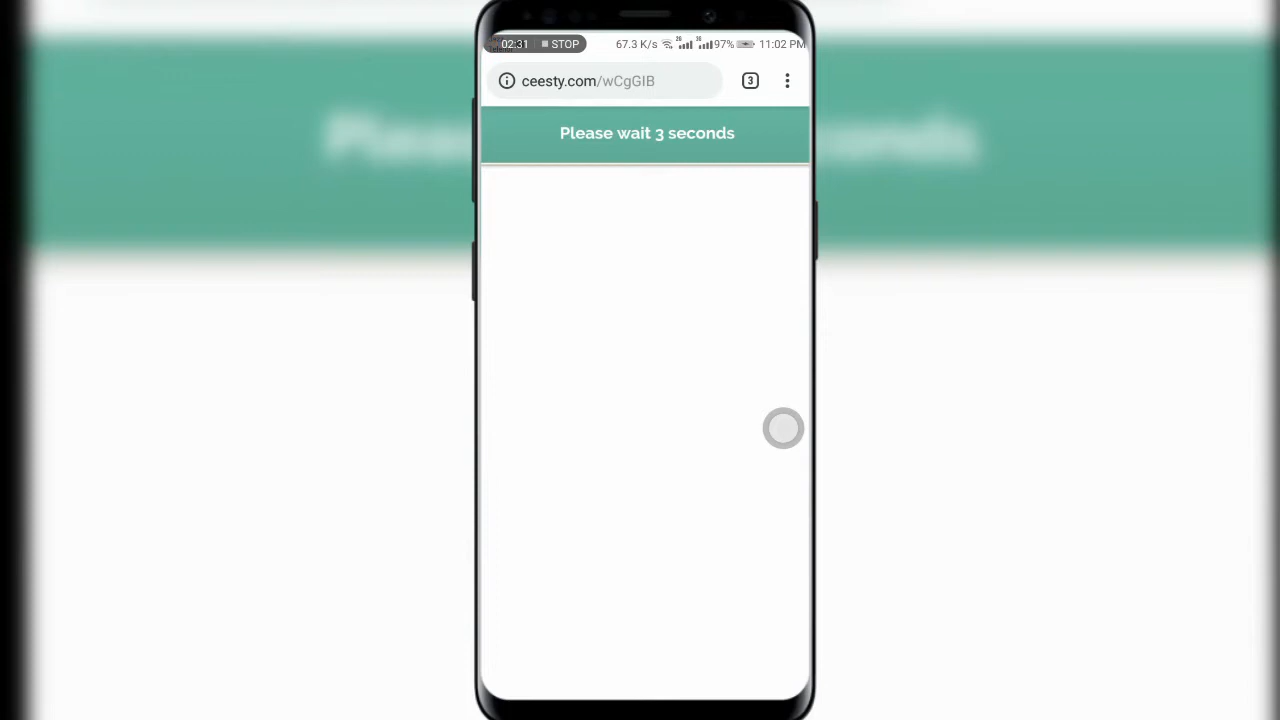 02:31 STOP 67.3 K/s 97% 11:02 PM
ceesty.com/wCgGIB 3
Please wait 3 seconds